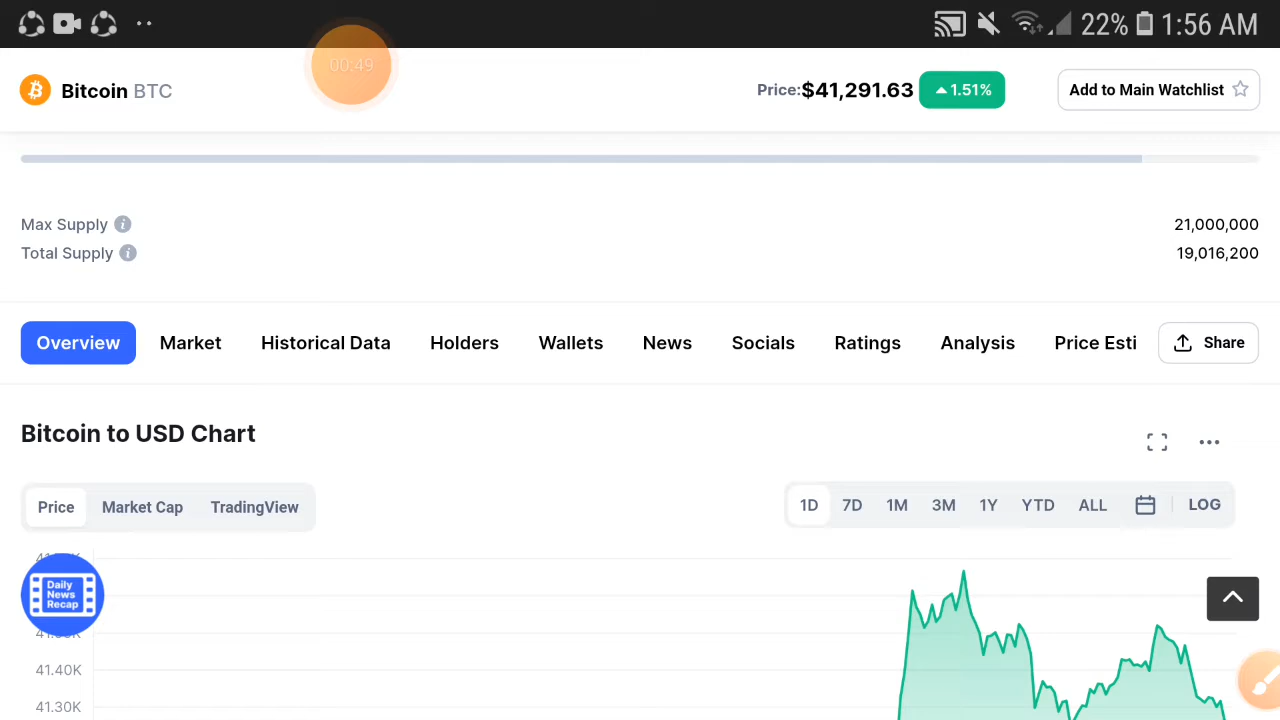 22% 1:56 AM
00:49
Bitcoin BTC
Price:$41,291.63 1.51%
Add to Main Watchlist
Max Supply 21,000,000
Total Supply 19,016,200
Overview Market Historical Data Holders Wallets News Socials Ratings Analysis Price Esti Share
Bitcoin to USD Chart
Price Market Cap TradingView
1D 7D 1M 3M 1Y YTD ALL LOG
Daily
News
Recap
41.40K
41.30K